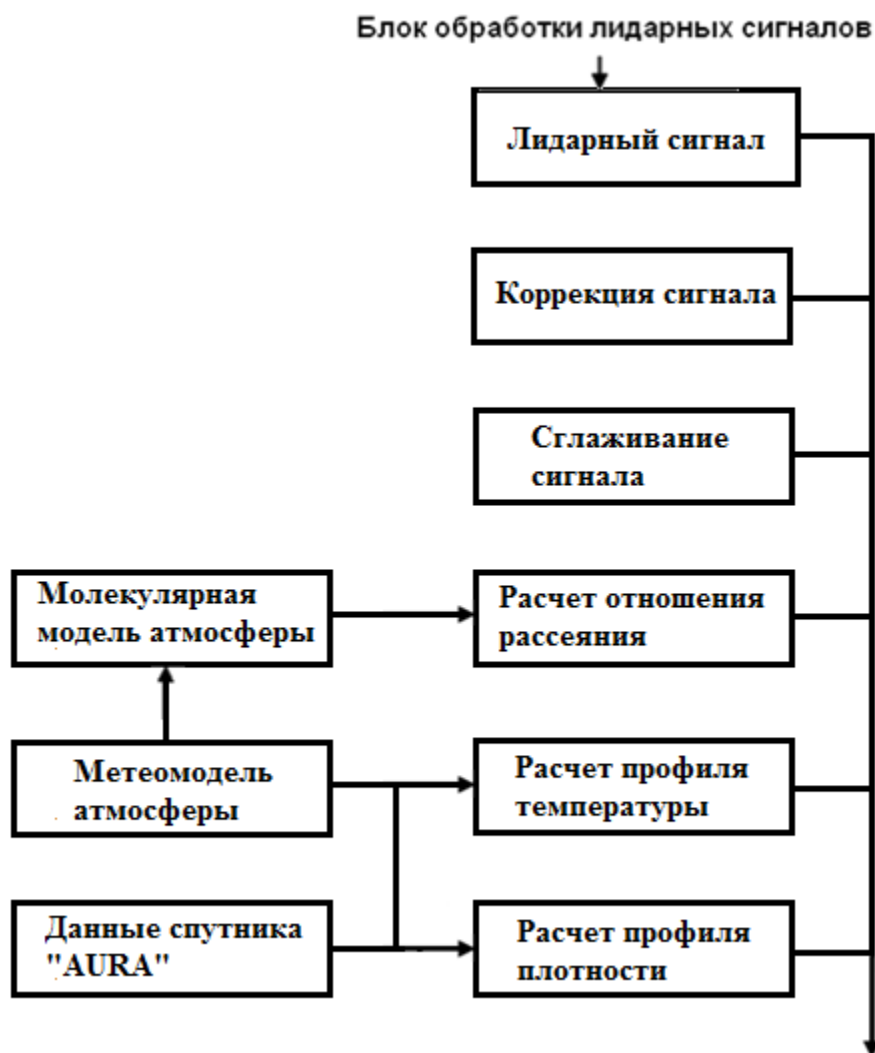 Блок обработки лидарных сигналов
Лидарный сигнал
Коррекция сигнала
Сглаживание
сигнала
Молекулярная
модель атмосферы
Расчет отношения
рассеяния
Метеомодель
атмосферы
Расчет профиля
температуры
Данные спутника
"AURA"
Расчет профиля
плотности